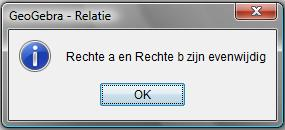 GeoGebra - Relatie
Rechte a en Rechte b zijn evenwijdig
OK